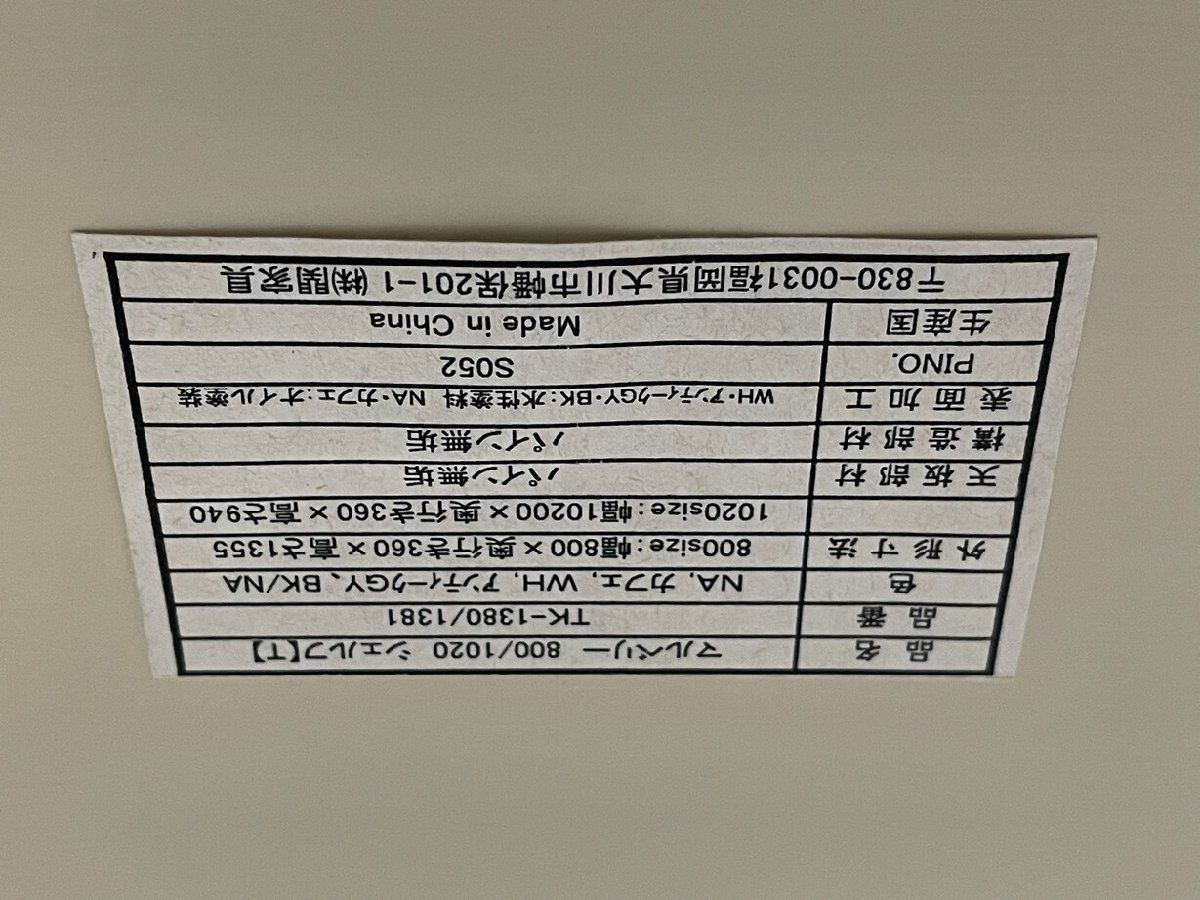 品名 マルベリー 800/1020 シェルフ【T】
品番 TK-1380/1381
色 NA, カフェ, WH, アンティークGY、BK/NA
外形寸法 800size:幅800×奥行き360×高さ1355
1020size:幅10200×奥行き360×高さ940
天板部材 パイン無垢
構造部材 パイン無垢
表面加工 WH・アンティークGY・BK:水性塗料 NA・カフェ:オイル塗装
PINO. S052
生産国 Made in China
〒830-0031福岡県大川市幡保201-1 (株)関家具